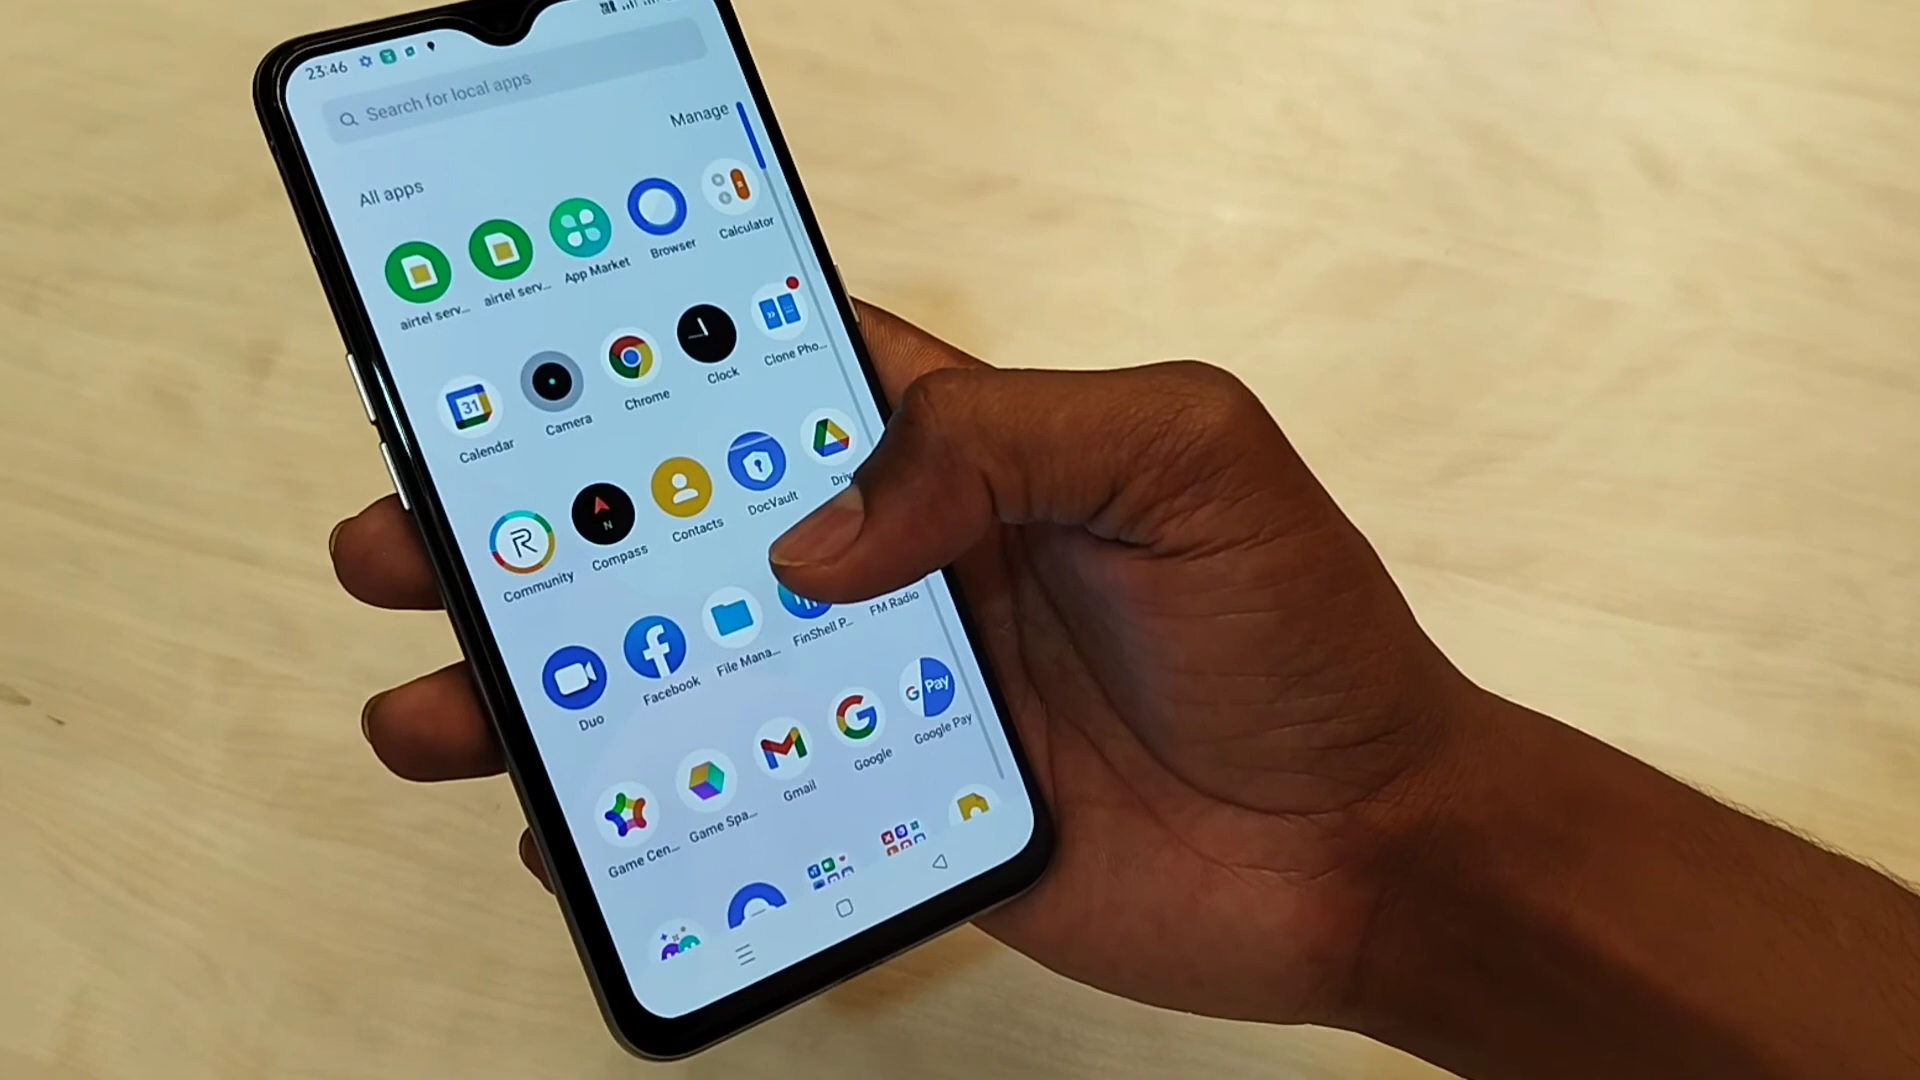 23:46
Search for local apps
Manage
All apps
airtel serv... airtel serv... App Market Browser Calculator
31
Calendar Camera Chrome Clock Clone Pho...
N
Community Compass Contacts DocVault Driv
Duo Facebook File Mana... FinShell P... FM Radio
G Pay
Game Cen... Game Spa... Gmail Google Google Pay